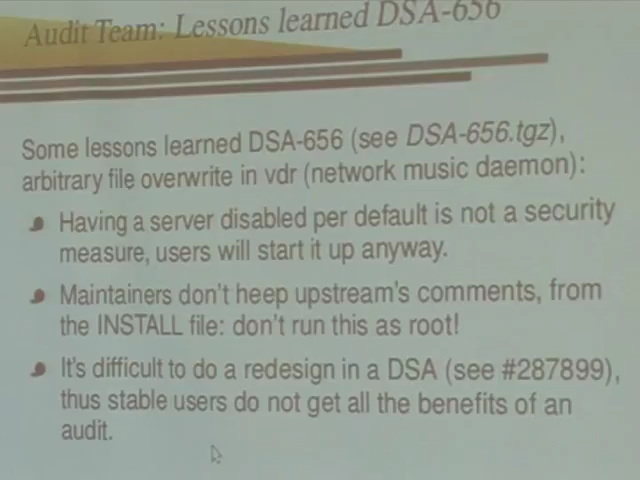 Audit Team: Lessons learned DSA-656
Some lessons learned DSA-656 (see DSA-656.tgz),
arbitrary file overwrite in vdr (network music daemon):
Having a server disabled per default is not a security
measure, users will start it up anyway.
Maintainers don't heep upstream's comments, from
the INSTALL file: don't run this as root!
It's difficult to do a redesign in a DSA (see #287899),
thus stable users do not get all the benefits of an
audit.